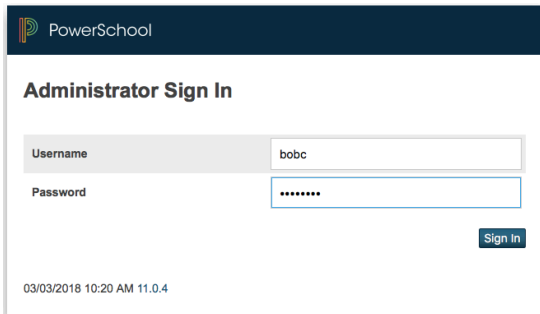 PowerSchool
Administrator Sign In
Username bobc
Password ••••••••
Sign In
03/03/2018 10:20 AM 11.0.4